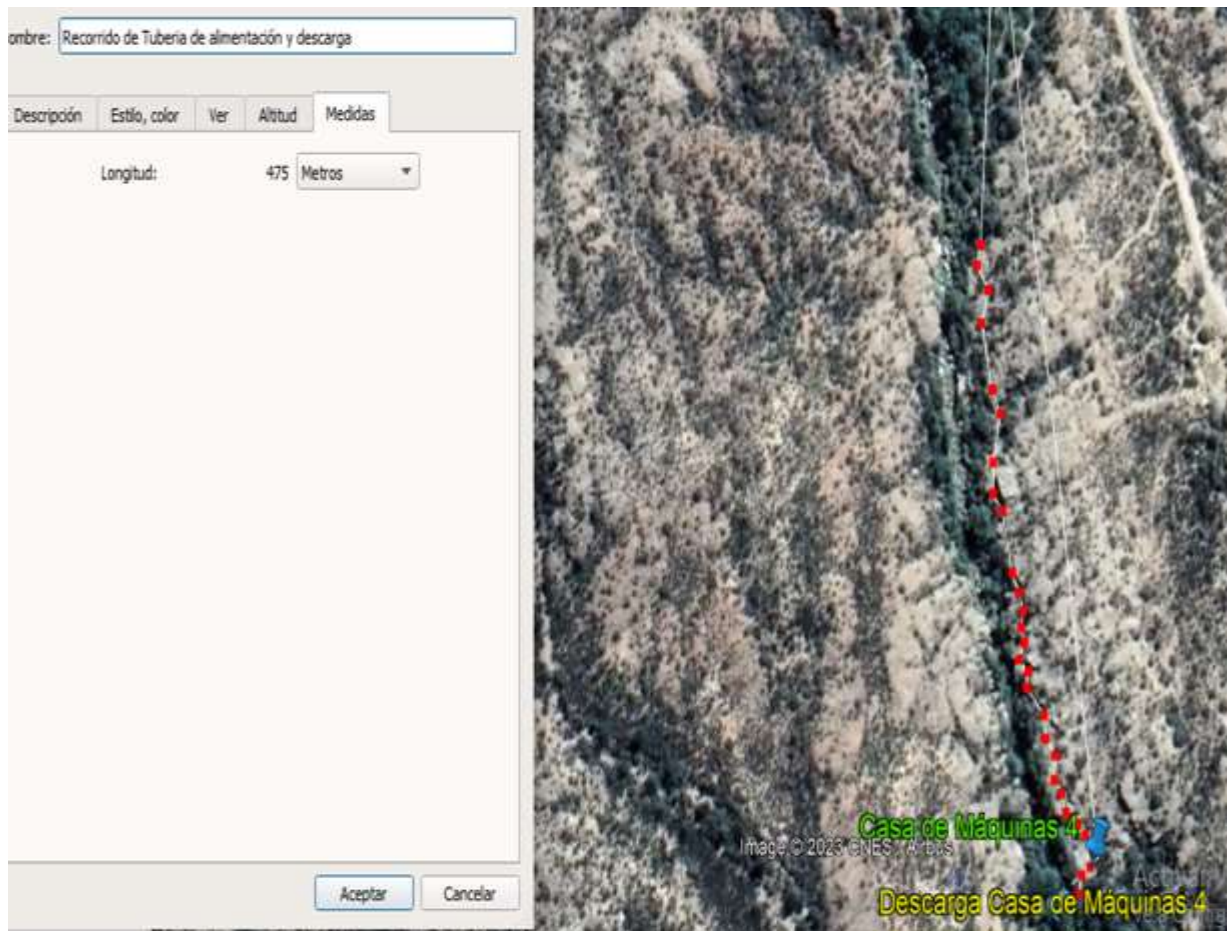 ombre: Recorrido de Tuberia de alimentación y descarga
Descripción Estilo, color Ver Altitud Medidas
Longitud: 475 Metros
Casa de Máquinas 4
Image © 2023 CNES / Airbus
Descarga Casa de Máquinas 4
Aceptar Cancelar